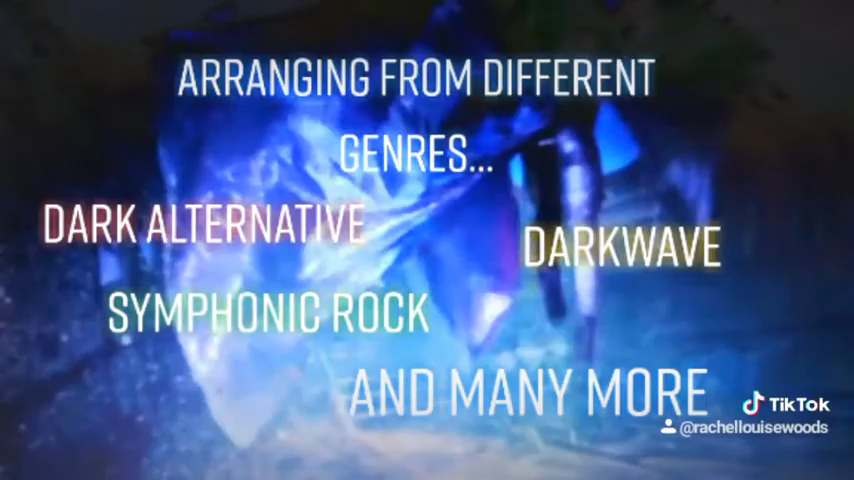 ARRANGING FROM DIFFERENT
GENRES...
DARK ALTERNATIVE
DARKWAVE
SYMPHONIC ROCK
AND MANY MORE
TikTok
@rachellouisewoods